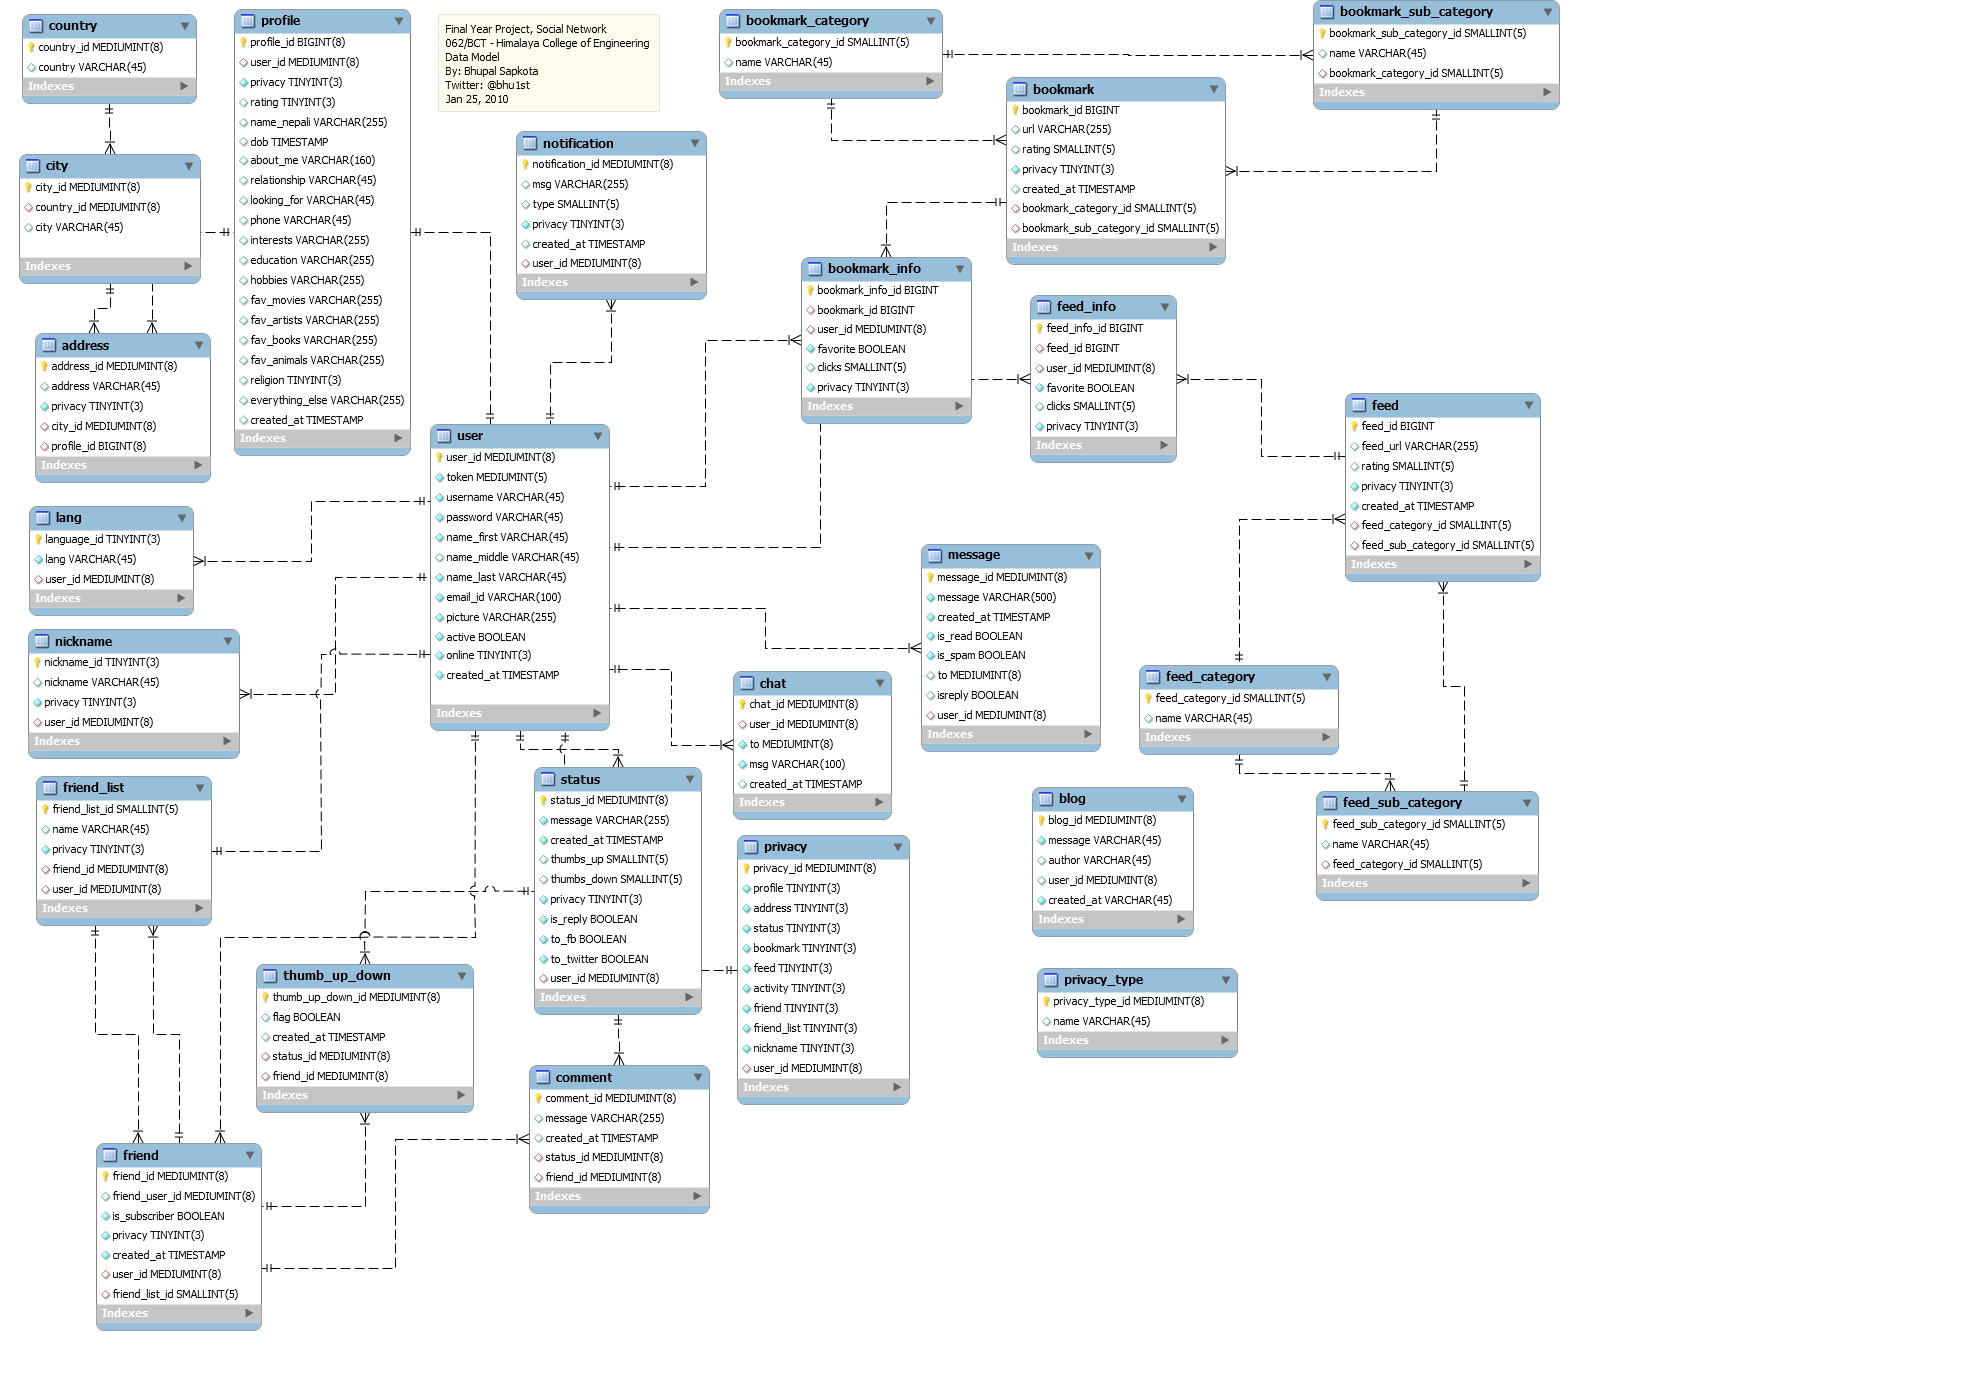 country
country_id MEDIUMINT(8)
country VARCHAR(45)
Indexes
city
city_id MEDIUMINT(8)
country_id MEDIUMINT(8)
city VARCHAR(45)
Indexes
address
address_id MEDIUMINT(8)
address VARCHAR(45)
privacy TINYINT(3)
city_id MEDIUMINT(8)
profile_id BIGINT(8)
Indexes
lang
language_id TINYINT(3)
lang VARCHAR(45)
user_id MEDIUMINT(8)
Indexes
nickname
nickname_id TINYINT(3)
nickname VARCHAR(45)
privacy TINYINT(3)
user_id MEDIUMINT(8)
Indexes
friend_list
friend_list_id SMALLINT(5)
name VARCHAR(45)
privacy TINYINT(3)
friend_id MEDIUMINT(8)
user_id MEDIUMINT(8)
Indexes
friend
friend_id MEDIUMINT(8)
friend_user_id MEDIUMINT(8)
is_subscriber BOOLEAN
privacy TINYINT(3)
created_at TIMESTAMP
user_id MEDIUMINT(8)
friend_list_id SMALLINT(5)
Indexes
profile
profile_id BIGINT(8)
user_id MEDIUMINT(8)
privacy TINYINT(3)
rating TINYINT(3)
name_nepali VARCHAR(255)
dob TIMESTAMP
about_me VARCHAR(160)
relationship VARCHAR(45)
looking_for VARCHAR(45)
phone VARCHAR(45)
interests VARCHAR(255)
education VARCHAR(255)
hobbies VARCHAR(255)
fav_movies VARCHAR(255)
fav_artists VARCHAR(255)
fav_books VARCHAR(255)
fav_animals VARCHAR(255)
religion TINYINT(3)
everything_else VARCHAR(255)
created_at TIMESTAMP
Indexes
Final Year Project, Social Network
062/BCT - Himalaya College of Engineering
Data Model
By: Bhupal Sapkota
Twitter: @bhu1st
Jan 25, 2010
notification
notification_id MEDIUMINT(8)
msg VARCHAR(255)
type SMALLINT(5)
privacy TINYINT(3)
created_at TIMESTAMP
user_id MEDIUMINT(8)
Indexes
user
user_id MEDIUMINT(8)
token MEDIUMINT(5)
username VARCHAR(45)
password VARCHAR(45)
name_first VARCHAR(45)
name_middle VARCHAR(45)
name_last VARCHAR(45)
email_id VARCHAR(100)
picture VARCHAR(255)
active BOOLEAN
online TINYINT(3)
created_at TIMESTAMP
Indexes
status
status_id MEDIUMINT(8)
message VARCHAR(255)
created_at TIMESTAMP
thumbs_up SMALLINT(5)
thumbs_down SMALLINT(5)
privacy TINYINT(3)
is_reply BOOLEAN
to_fb BOOLEAN
to_twitter BOOLEAN
user_id MEDIUMINT(8)
Indexes
thumb_up_down
thumb_up_down_id MEDIUMINT(8)
flag BOOLEAN
created_at TIMESTAMP
status_id MEDIUMINT(8)
friend_id MEDIUMINT(8)
Indexes
comment
comment_id MEDIUMINT(8)
message VARCHAR(255)
created_at TIMESTAMP
status_id MEDIUMINT(8)
friend_id MEDIUMINT(8)
Indexes
bookmark_category
bookmark_category_id SMALLINT(5)
name VARCHAR(45)
Indexes
bookmark_sub_category
bookmark_sub_category_id SMALLINT(5)
name VARCHAR(45)
bookmark_category_id SMALLINT(5)
Indexes
bookmark
bookmark_id BIGINT
url VARCHAR(255)
rating SMALLINT(5)
privacy TINYINT(3)
created_at TIMESTAMP
bookmark_category_id SMALLINT(5)
bookmark_sub_category_id SMALLINT(5)
Indexes
bookmark_info
bookmark_info_id BIGINT
bookmark_id BIGINT
user_id MEDIUMINT(8)
favorite BOOLEAN
clicks SMALLINT(5)
privacy TINYINT(3)
Indexes
feed_info
feed_info_id BIGINT
feed_id BIGINT
user_id MEDIUMINT(8)
favorite BOOLEAN
clicks SMALLINT(5)
privacy TINYINT(3)
Indexes
feed
feed_id BIGINT
feed_url VARCHAR(255)
rating SMALLINT(5)
privacy TINYINT(3)
created_at TIMESTAMP
feed_category_id SMALLINT(5)
feed_sub_category_id SMALLINT(5)
Indexes
message
message_id MEDIUMINT(8)
message VARCHAR(500)
created_at TIMESTAMP
is_read BOOLEAN
is_spam BOOLEAN
to MEDIUMINT(8)
isreply BOOLEAN
user_id MEDIUMINT(8)
Indexes
chat
chat_id MEDIUMINT(8)
user_id MEDIUMINT(8)
to MEDIUMINT(8)
msg VARCHAR(100)
created_at TIMESTAMP
Indexes
privacy
privacy_id MEDIUMINT(8)
profile TINYINT(3)
address TINYINT(3)
status TINYINT(3)
bookmark TINYINT(3)
feed TINYINT(3)
activity TINYINT(3)
friend TINYINT(3)
friend_list TINYINT(3)
nickname TINYINT(3)
user_id MEDIUMINT(8)
Indexes
feed_category
feed_category_id SMALLINT(5)
name VARCHAR(45)
Indexes
feed_sub_category
feed_sub_category_id SMALLINT(5)
name VARCHAR(45)
feed_category_id SMALLINT(5)
Indexes
blog
blog_id MEDIUMINT(8)
message VARCHAR(45)
author VARCHAR(45)
user_id MEDIUMINT(8)
created_at VARCHAR(45)
Indexes
privacy_type
privacy_type_id MEDIUMINT(8)
name VARCHAR(45)
Indexes